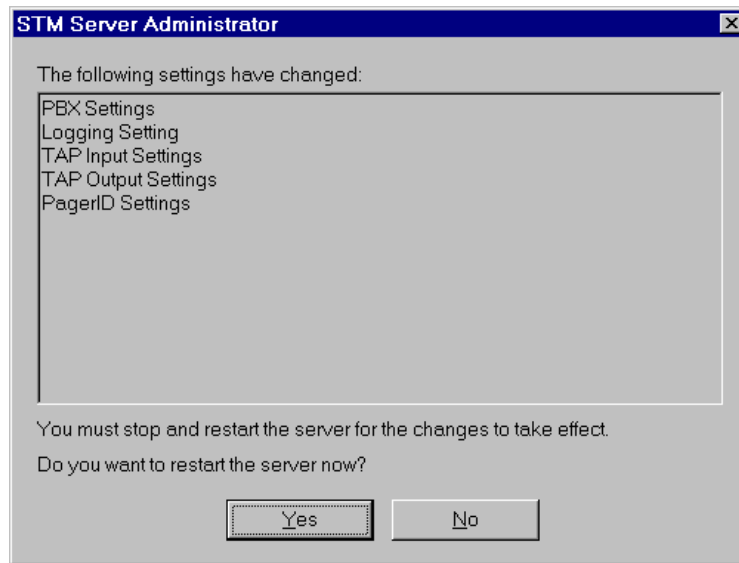 STM Server Administrator
The following settings have changed:
PBX Settings
Logging Setting
TAP Input Settings
TAP Output Settings
PagerID Settings
You must stop and restart the server for the changes to take effect.
Do you want to restart the server now?
Yes
No